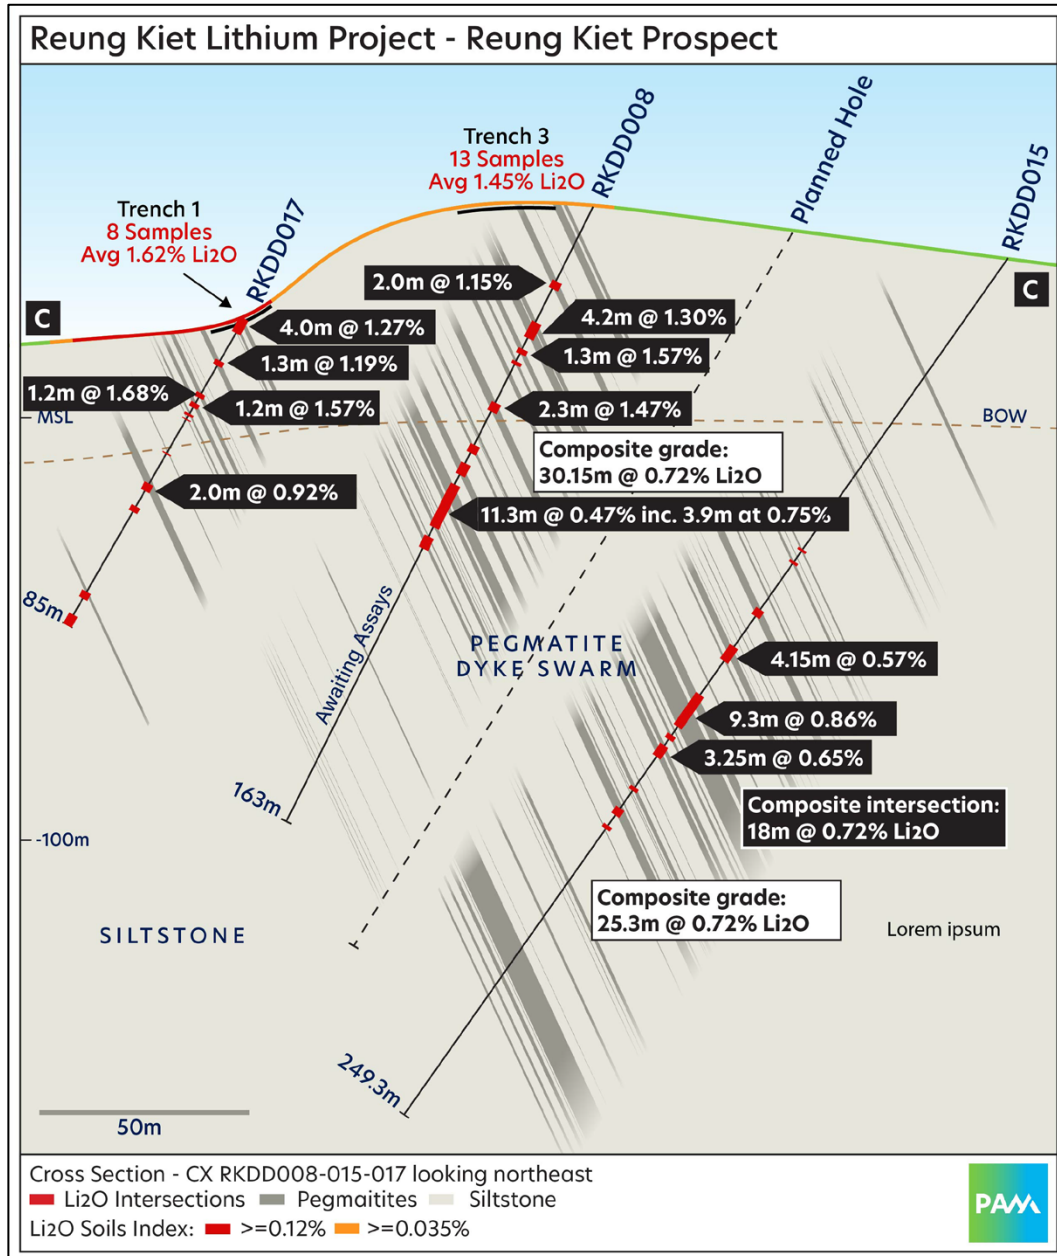 Reung Kiet Lithium Project - Reung Kiet Prospect
Trench 1
8 Samples
Avg 1.62% Li2O
RKDD017
Trench 3
13 Samples
Avg 1.45% Li2O
RKDD008
Planned Hole
RKDD015
C
C
2.0m @ 1.15%
4.0m @ 1.27%
4.2m @ 1.30%
1.3m @ 1.19%
1.3m @ 1.57%
1.2m @ 1.68%
1.2m @ 1.57%
2.3m @ 1.47%
MSL
BOW
Composite grade:
30.15m @ 0.72% Li2O
2.0m @ 0.92%
11.3m @ 0.47% inc. 3.9m at 0.75%
85m
Awaiting Assays
PEGMATITE
DYKE SWARM
4.15m @ 0.57%
9.3m @ 0.86%
3.25m @ 0.65%
163m
Composite intersection:
18m @ 0.72% Li2O
-100m
Composite grade:
25.3m @ 0.72% Li2O
SILTSTONE
Lorem ipsum
249.3m
50m
Cross Section - CX RKDD008-015-017 looking northeast
Li2O Intersections Pegmaitites Siltstone
Li2O Soils Index: >=0.12% >=0.035%
PAM